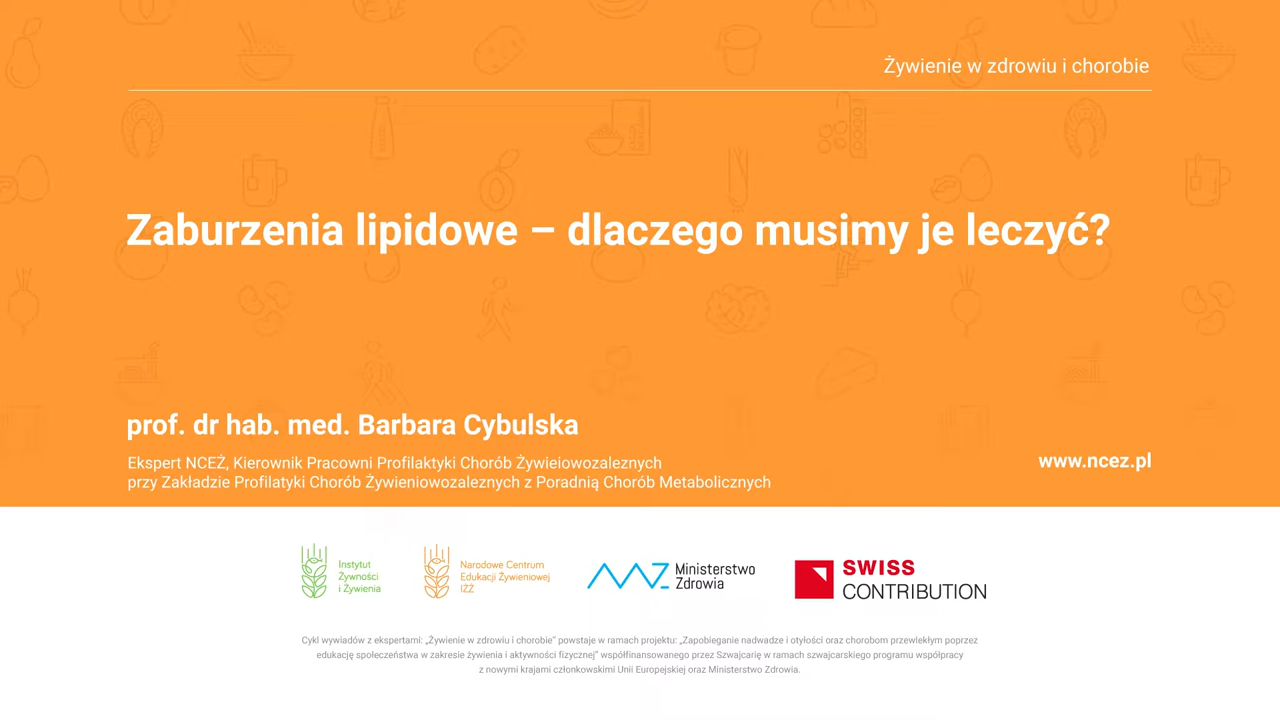 Żywienie w zdrowiu i chorobie
Zaburzenia lipidowe – dlaczego musimy je leczyć?
prof. dr hab. med. Barbara Cybulska
Ekspert NCEŻ, Kierownik Pracowni Profilaktyki Chorób Żywieiowozaleznych
przy Zakładzie Profilatyki Chorób Żywieniowozaleznych z Poradnią Chorób Metabolicznych
www.ncez.pl
Instytut
Żywności
i Żywienia
Narodowe Centrum
Edukacji Żywieniowej
IŻŻ
Ministerstwo
Zdrowia
SWISS
CONTRIBUTION
Cykl wywiadów z ekspertami: „Żywienie w zdrowiu i chorobie” powstaje w ramach projektu: „Zapobieganie nadwadze i otyłości oraz chorobom przewlekłym poprzez
edukację społeczeństwa w zakresie żywienia i aktywności fizycznej” współfinansowanego przez Szwajcarię w ramach szwajcarskiego programu współpracy
z nowymi krajami członkowskimi Unii Europejskiej oraz Ministerstwo Zdrowia.